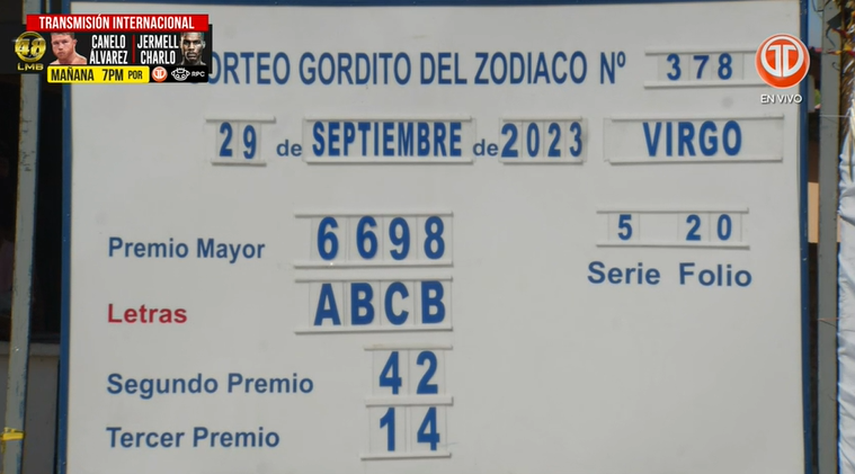 TRANSMISIÓN INTERNACIONAL
LMB
CANELO ÁLVAREZ
JERMELL CHARLO
MAÑANA 7PM POR RPC
EN VIVO
ORTEO GORDITO DEL ZODIACO Nº 378
29 de SEPTIEMBRE de 2023 VIRGO
Premio Mayor 6698 5 20
Serie Folio
Letras ABCB
Segundo Premio 42
Tercer Premio 14